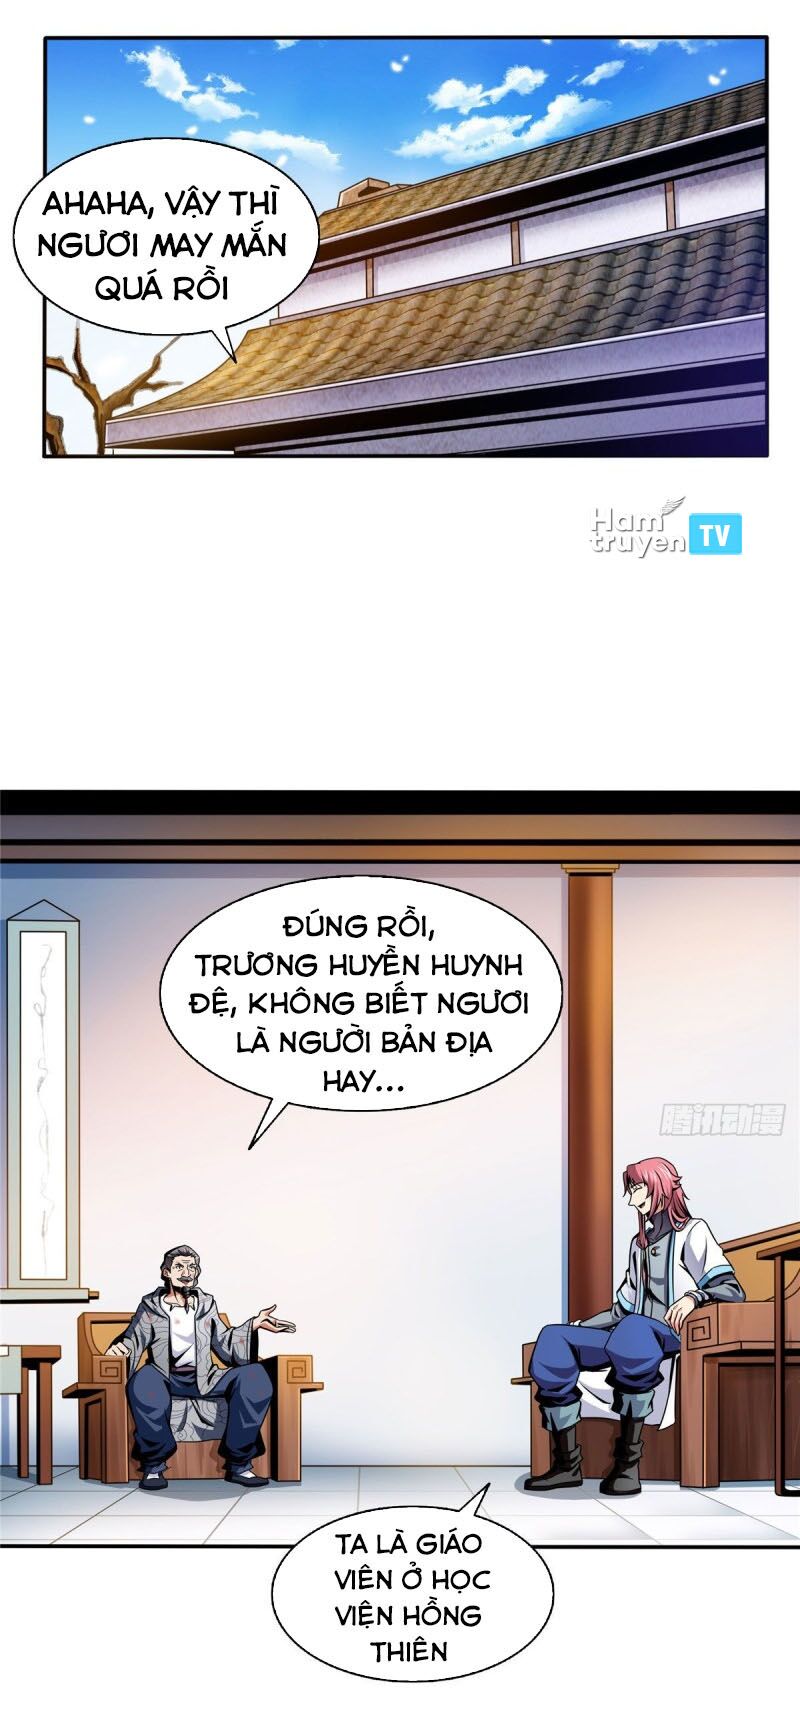 AHAHA, VẬY THÌ
NGƯƠI MAY MẮN
QUÁ RỒI
Ham
truyen TV
ĐÚNG RỒI,
TRƯƠNG HUYỀN HUYNH
ĐỆ, KHÔNG BIẾT NGƯƠI
LÀ NGƯỜI BẢN ĐỊA
HAY...
腾讯动漫
TA LÀ GIÁO
VIÊN Ở HỌC
VIỆN HỒNG
THIÊN